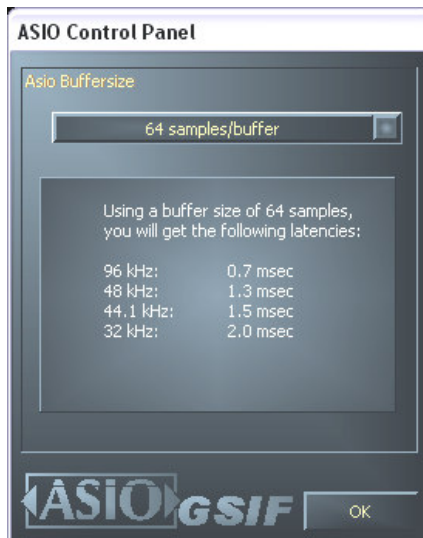 ASIO Control Panel
Asio Buffersize
64 samples/buffer
Using a buffer size of 64 samples,
you will get the following latencies:
96 kHz: 0.7 msec
48 kHz: 1.3 msec
44.1 kHz: 1.5 msec
32 kHz: 2.0 msec
ASIO GSIF OK